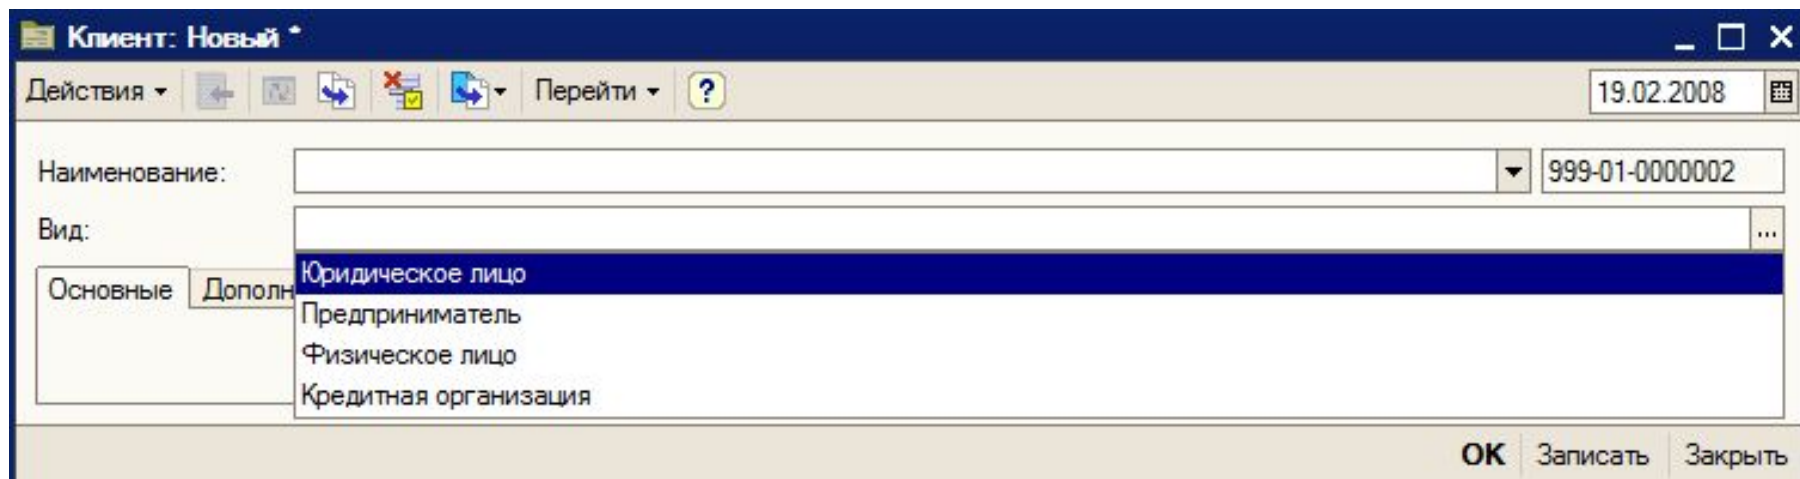 Клиент: Новый *
Действия Перейти ? 19.02.2008
Наименование: 999-01-0000002
Вид: ...
Основные Дополн
Юридическое лицо
Предприниматель
Физическое лицо
Кредитная организация
OK Записать Закрыть